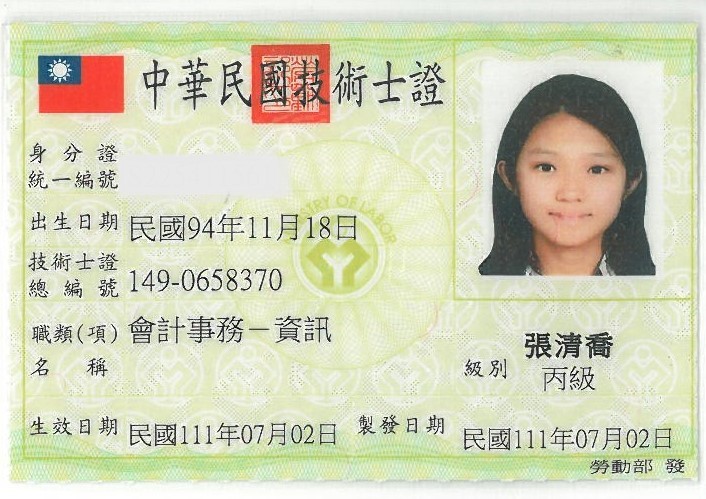 中華民國技術士證
身分證
統一編號
出生日期 民國94年11月18日
技術士證
總編號 149-0658370
職類(項) 會計事務－資訊
名稱
張清喬
級別 丙級
生效日期 民國111年07月02日 製發日期 民國111年07月02日
勞動部 發
MINISTRY OF LABOR